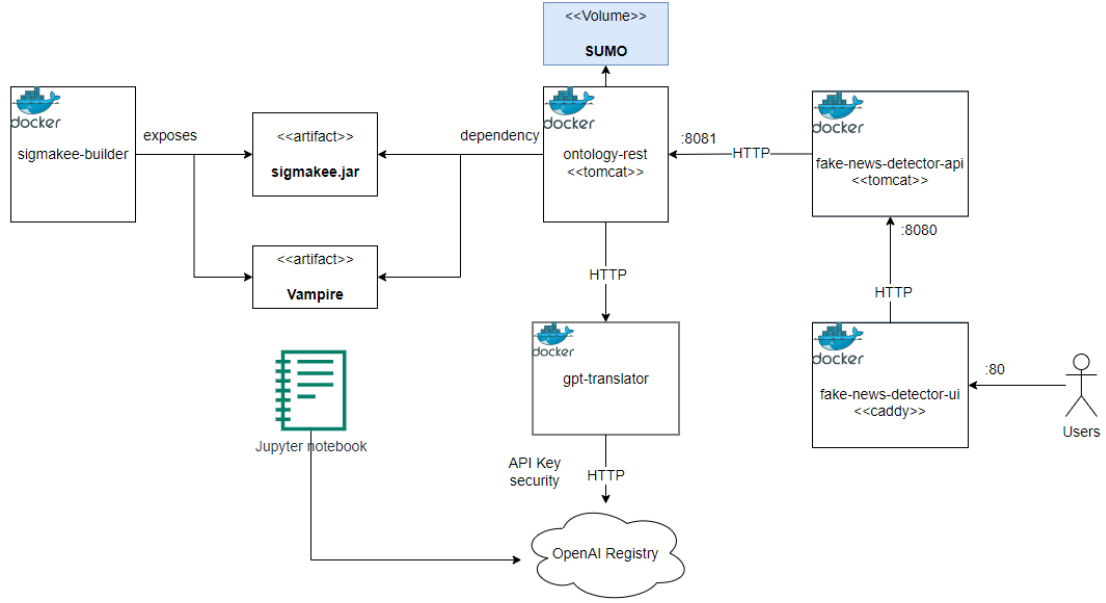 <<Volume>>
SUMO
docker
sigmakee-builder
exposes
<<artifact>>
sigmakee.jar
dependency
docker
ontology-rest
<<tomcat>>
:8081
HTTP
docker
fake-news-detector-api
<<tomcat>>
:8080
<<artifact>>
Vampire
HTTP
HTTP
docker
gpt-translator
docker
fake-news-detector-ui
<<caddy>>
:80
Users
Jupyter notebook
API Key
security
HTTP
OpenAI Registry